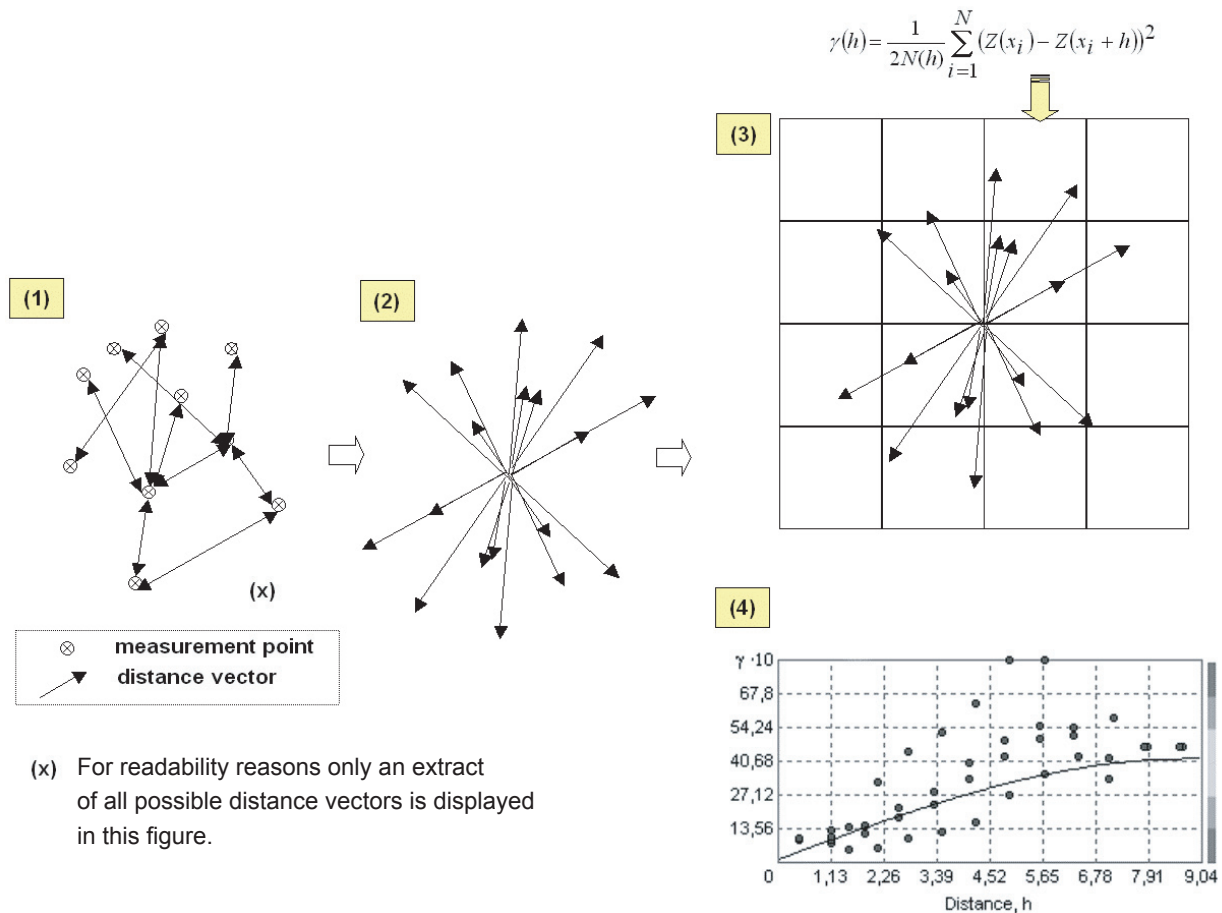 γ(h) = 1/2N(h) ∑ i=1 N (Z(x_i) − Z(x_i + h))²
(3)
(1)
(2)
(x)
⊗ measurement point
distance vector
(x) For readability reasons only an extract
of all possible distance vectors is displayed
in this figure.
(4)
γ ·10
67,8
54,24
40,68
27,12
13,56
0 1,13 2,26 3,39 4,52 5,65 6,78 7,91 9,04
Distance, h